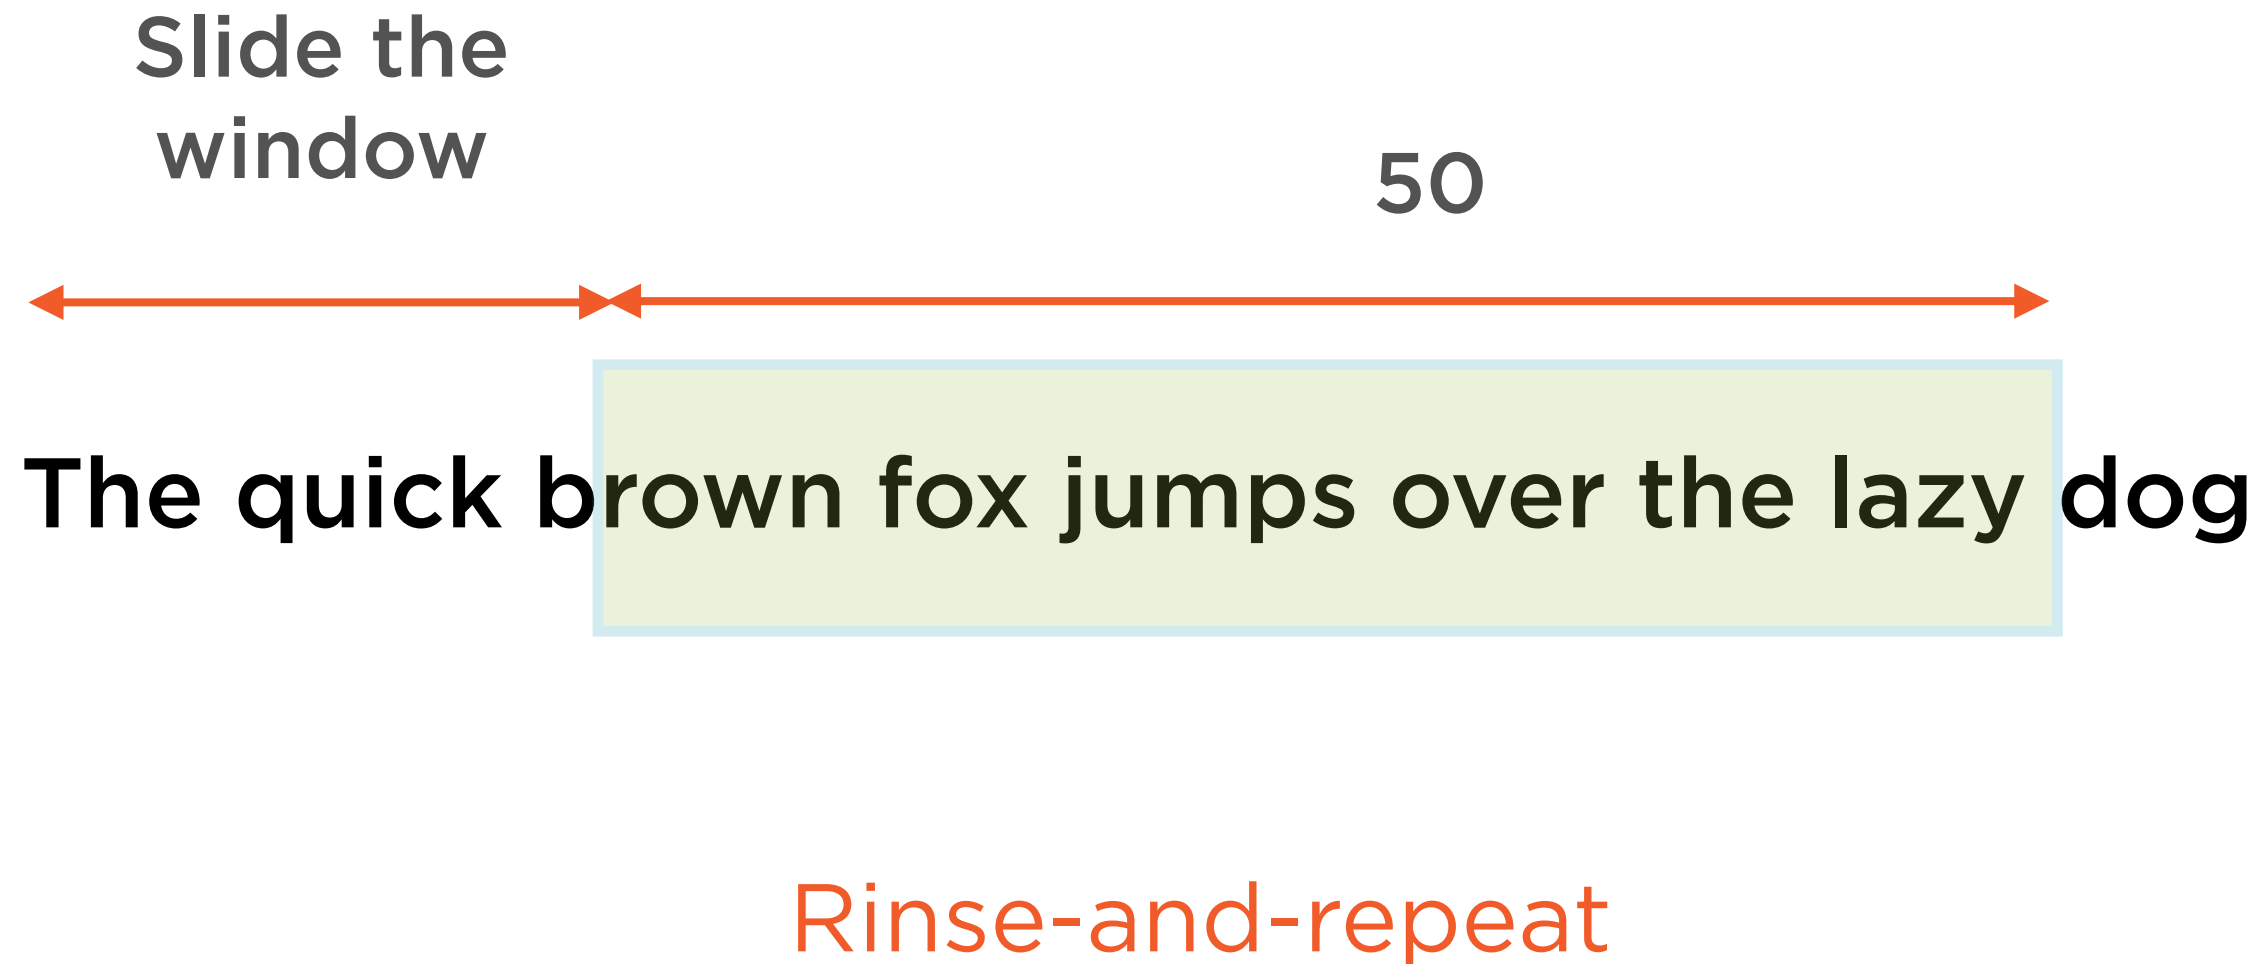 Slide the
window
50
The quick brown fox jumps over the lazy dog
Rinse-and-repeat